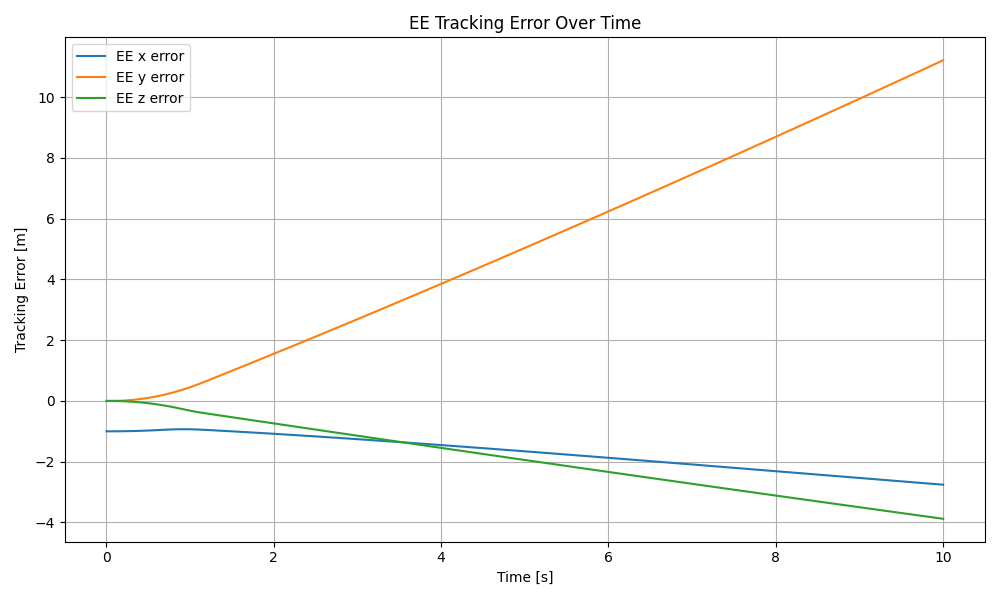 EE Tracking Error Over Time
EE x error
EE y error
EE z error
Tracking Error [m]
10
8
6
4
2
0
−2
−4
0 2 4 6 8 10
Time [s]